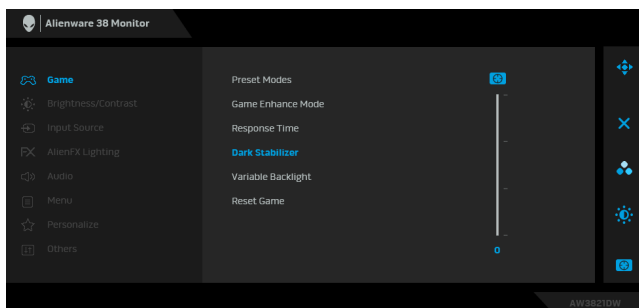 Alienware 38 Monitor
Game
Brightness/Contrast
Input Source
AlienFX Lighting
Audio
Menu
Personalize
Others
Preset Modes
Game Enhance Mode
Response Time
Dark Stabilizer
Variable Backlight
Reset Game
0
AW3821DW